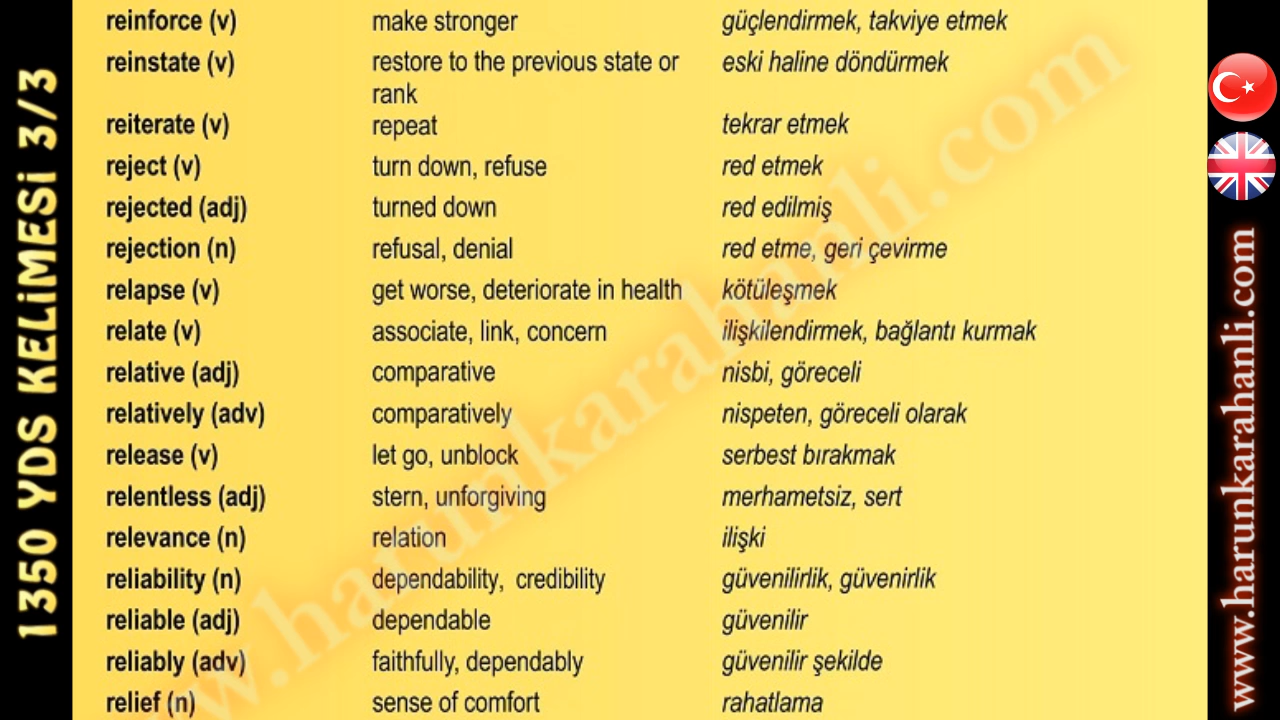 1350 YDS KELİMESİ 3/3
reinforce (v) make stronger güçlendirmek, takviye etmek
reinstate (v) restore to the previous state or eski haline döndürmek
rank
reiterate (v) repeat tekrar etmek
reject (v) turn down, refuse red etmek
rejected (adj) turned down red edilmiş
rejection (n) refusal, denial red etme, geri çevirme
relapse (v) get worse, deteriorate in health kötüleşmek
relate (v) associate, link, concern ilişkilendirmek, bağlantı kurmak
relative (adj) comparative nisbi, göreceli
relatively (adv) comparatively nispeten, göreceli olarak
release (v) let go, unblock serbest bırakmak
relentless (adj) stern, unforgiving merhametsiz, sert
relevance (n) relation ilişki
reliability (n) dependability, credibility güvenilirlik, güvenirlik
reliable (adj) dependable güvenilir
reliably (adv) faithfully, dependably güvenilir şekilde
relief (n) sense of comfort rahatlama
www.harunkarahanli.com
w.harunkarahanli.com